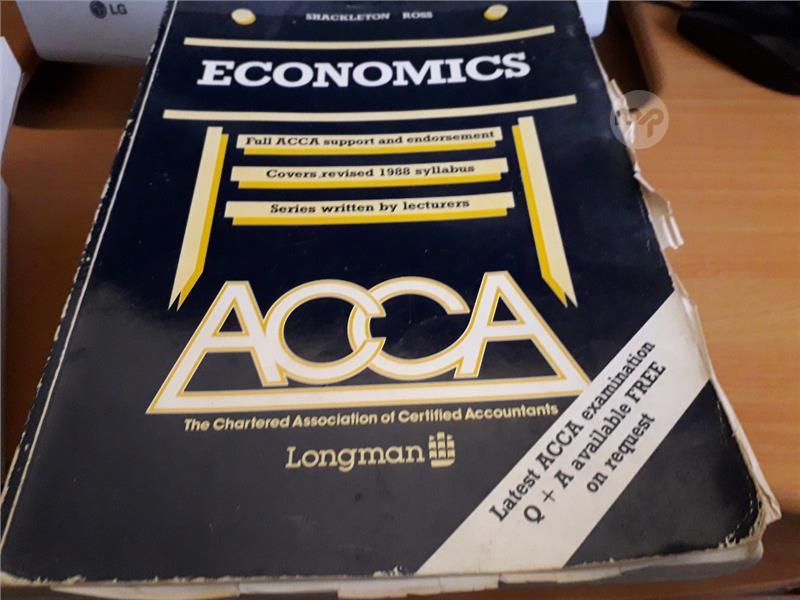 LG
SHACKLETON ROSS
ECONOMICS
Full ACCA support and endorsement
Covers revised 1988 syllabus
Series written by lecturers
ACCA
The Chartered Association of Certified Accountants
Longman
Latest ACCA examination
Q + A available FREE
on request